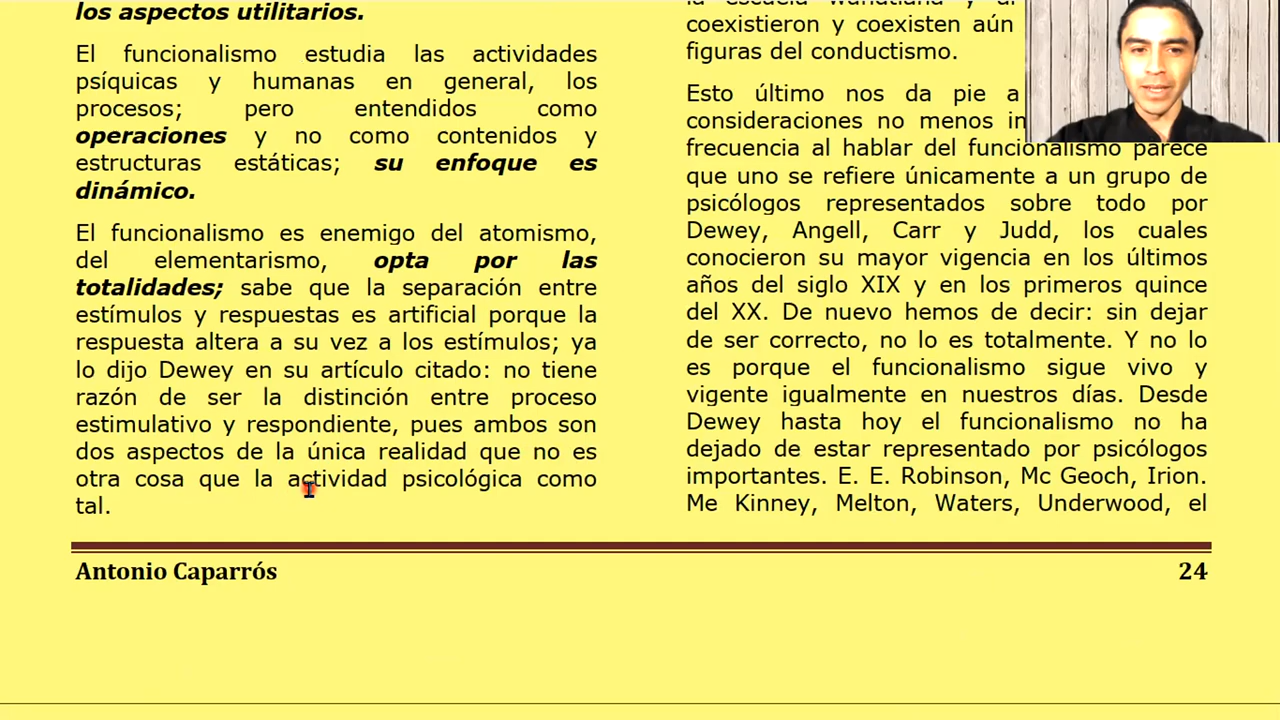 los aspectos utilitarios.
El funcionalismo estudia las actividades
psíquicas y humanas en general, los
procesos; pero entendidos como
operaciones y no como contenidos y
estructuras estáticas; su enfoque es
dinámico.
El funcionalismo es enemigo del atomismo,
del elementarismo, opta por las
totalidades; sabe que la separación entre
estímulos y respuestas es artificial porque la
respuesta altera a su vez a los estímulos; ya
lo dijo Dewey en su artículo citado: no tiene
razón de ser la distinción entre proceso
estimulativo y respondiente, pues ambos son
dos aspectos de la única realidad que no es
otra cosa que la actividad psicológica como
tal.
coexistieron y coexisten aún
figuras del conductismo.
Esto último nos da pie a
consideraciones no menos
frecuencia al hablar del funcionalismo parece
que uno se refiere únicamente a un grupo de
psicólogos representados sobre todo por
Dewey, Angell, Carr y Judd, los cuales
conocieron su mayor vigencia en los últimos
años del siglo XIX y en los primeros quince
del XX. De nuevo hemos de decir: sin dejar
de ser correcto, no lo es totalmente. Y no lo
es porque el funcionalismo sigue vivo y
vigente igualmente en nuestros días. Desde
Dewey hasta hoy el funcionalismo no ha
dejado de estar representado por psicólogos
importantes. E. E. Robinson, Mc Geoch, Irion.
Me Kinney, Melton, Waters, Underwood, el
Antonio Caparrós
24